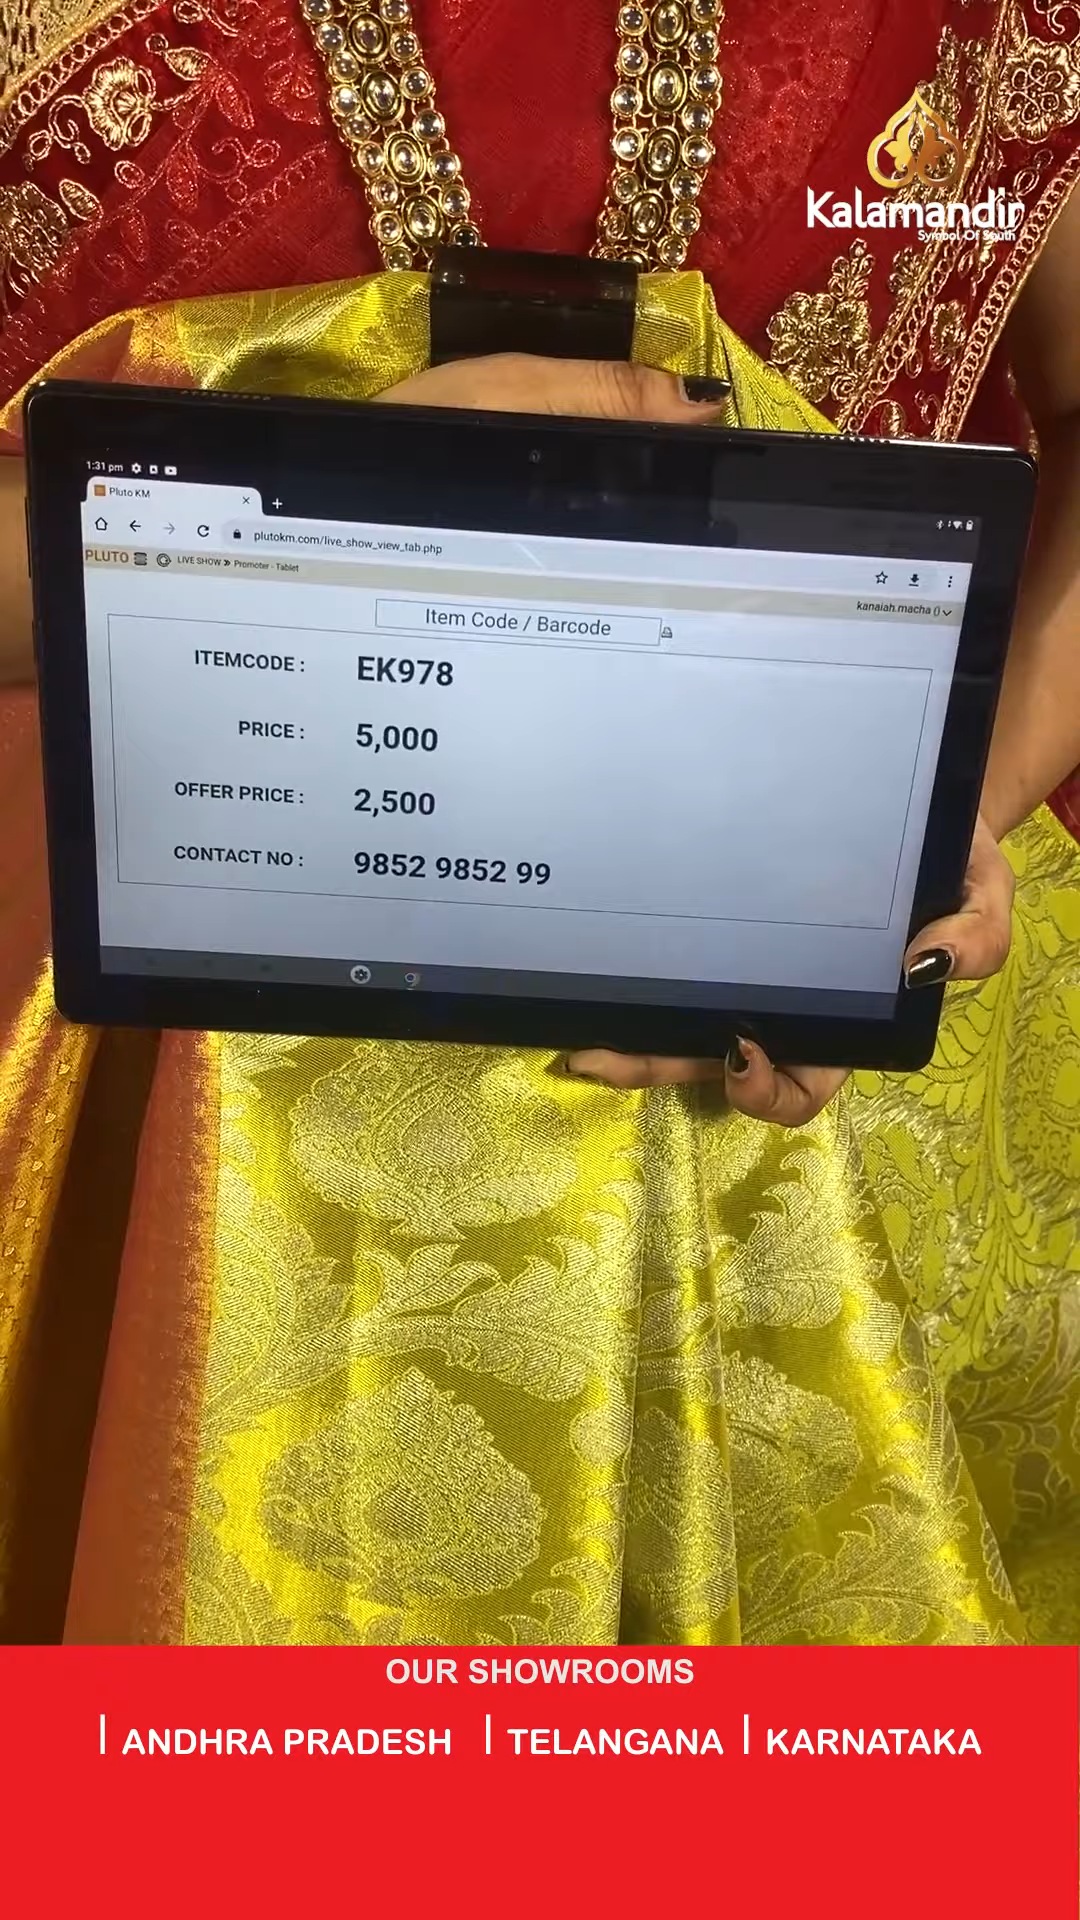 Kalamandir
Symbol Of South
1:31 pm
Pluto KM
plutokm.com/live_show_view_tab.php
PLUTO
LIVE SHOW » Promoter - Tablet
kanaiah.macha ()
Item Code / Barcode
ITEMCODE : EK978
PRICE : 5,000
OFFER PRICE : 2,500
CONTACT NO : 9852 9852 99
OUR SHOWROOMS
| ANDHRA PRADESH | TELANGANA | KARNATAKA